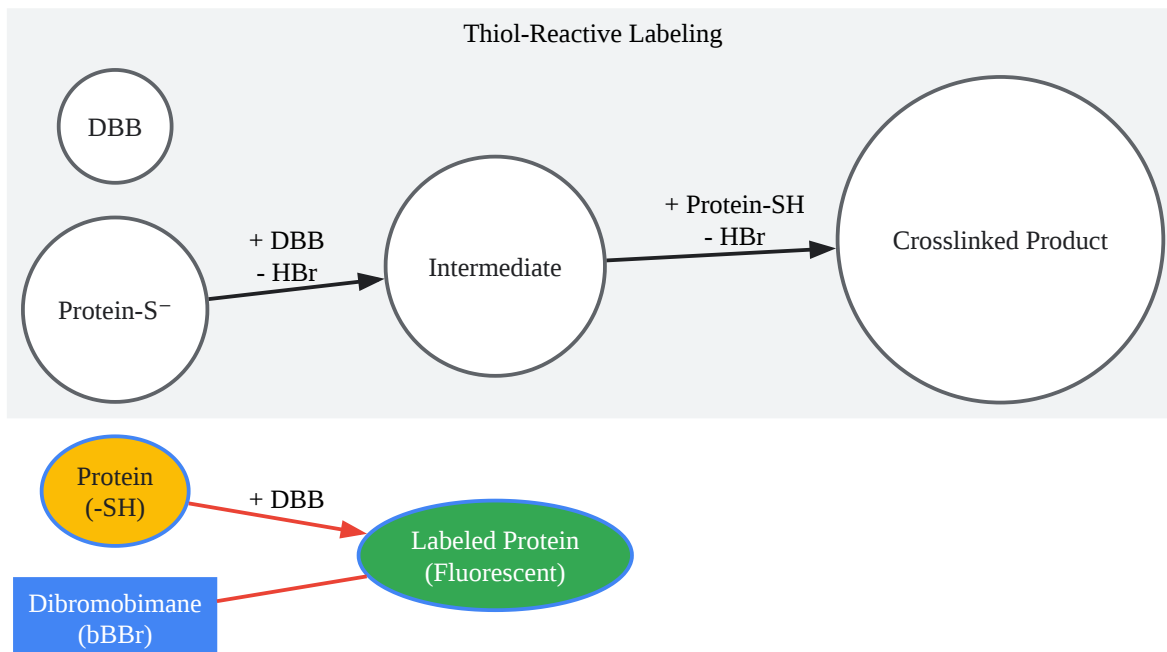 Thiol-Reactive Labeling
DBB
Protein-S⁻
+ DBB
- HBr
Intermediate
+ Protein-SH
- HBr
Crosslinked Product
Protein
(-SH)
+ DBB
Labeled Protein
(Fluorescent)
Dibromobimane
(bBBr)